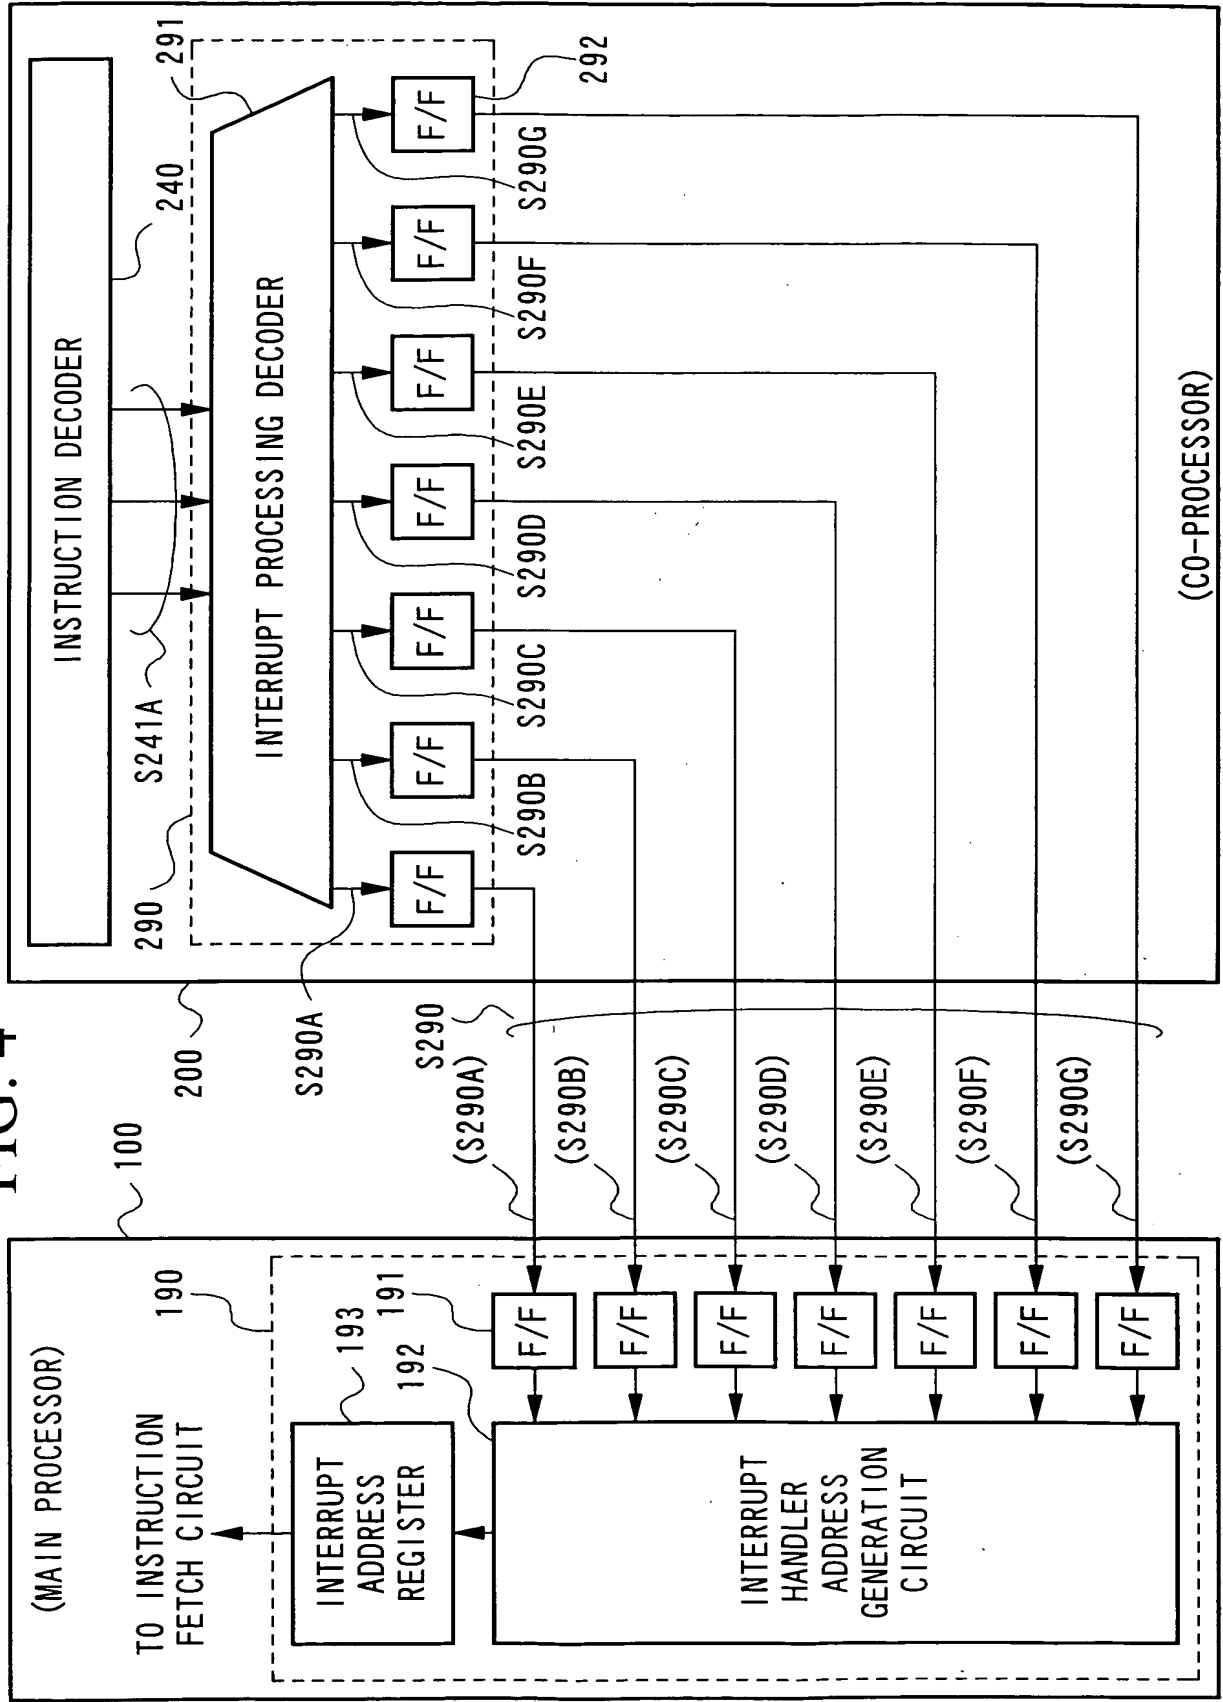 FIG. 4
(MAIN PROCESSOR)
100
190
TO INSTRUCTION
FETCH CIRCUIT
193
INTERRUPT
ADDRESS
REGISTER
192
191
INTERRUPT
HANDLER
ADDRESS
GENERATION
CIRCUIT
F/F
F/F
F/F
F/F
F/F
F/F
F/F
(S290A)
(S290B)
(S290C)
(S290D)
(S290E)
(S290F)
(S290G)
S290
200
INSTRUCTION DECODER
240
S241A
290
291
INTERRUPT PROCESSING DECODER
F/F
F/F
F/F
F/F
F/F
F/F
F/F
292
S290A
S290B
S290C
S290D
S290E
S290F
S290G
(CO-PROCESSOR)